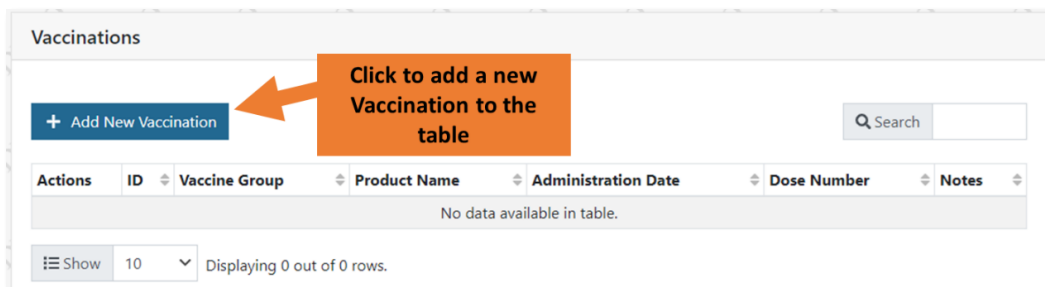 Vaccinations
Click to add a new
Vaccination to the
table
+ Add New Vaccination
Search
Actions ID Vaccine Group Product Name Administration Date Dose Number Notes
No data available in table.
Show 10 Displaying 0 out of 0 rows.